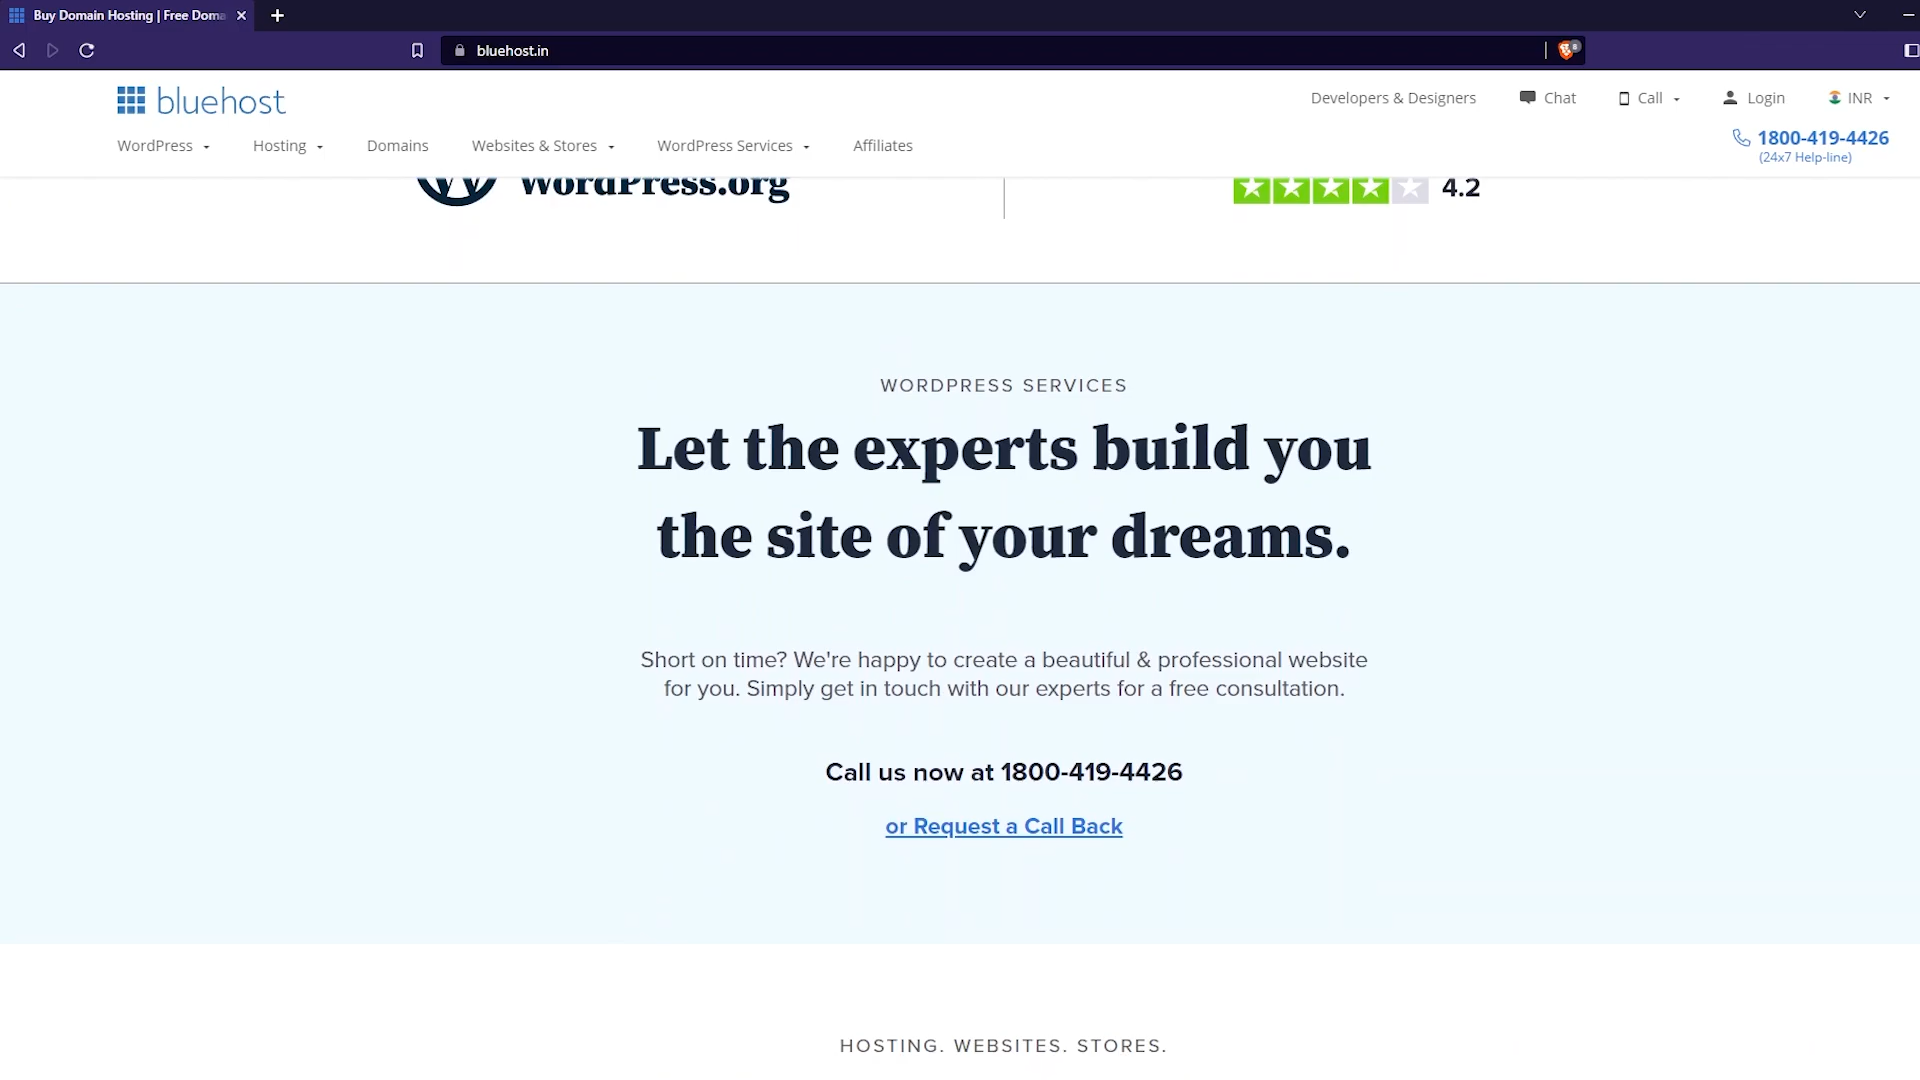 Buy Domain Hosting | Free Doma
bluehost.in
8
bluehost
Developers & Designers
Chat
Call
Login
INR
WordPress
Hosting
Domains
Websites & Stores
WordPress Services
Affiliates
1800-419-4426
(24x7 Help-line)
WordPress.org
4.2
WORDPRESS SERVICES
Let the experts build you
the site of your dreams.
Short on time? We're happy to create a beautiful & professional website
for you. Simply get in touch with our experts for a free consultation.
Call us now at 1800-419-4426
or Request a Call Back
HOSTING. WEBSITES. STORES.